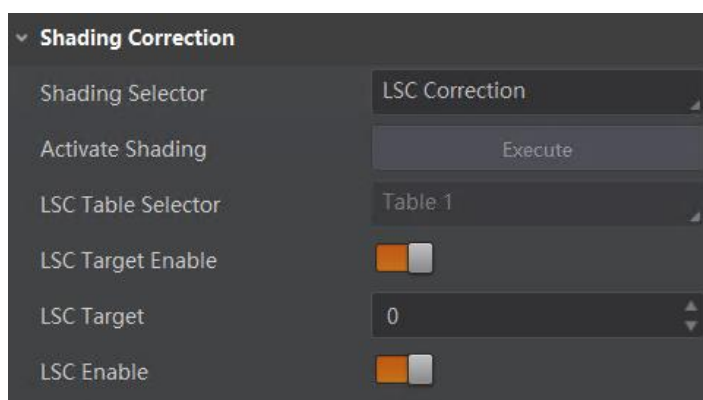 Shading Correction
Shading Selector LSC Correction
Activate Shading Execute
LSC Table Selector Table 1
LSC Target Enable
LSC Target 0
LSC Enable